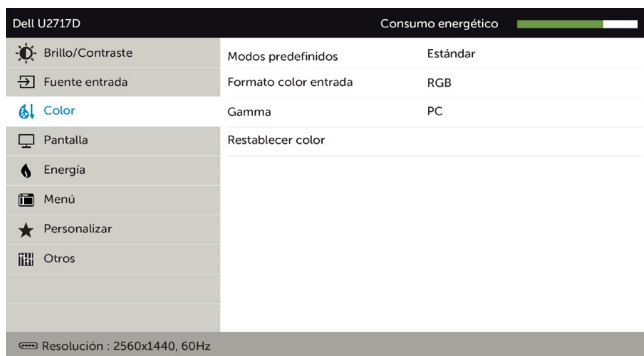 Dell U2717D Consumo energético
Brillo/Contraste Modos predefinidos Estándar
Fuente entrada Formato color entrada RGB
Color Gamma PC
Pantalla Restablecer color
Energía
Menú
Personalizar
Otros
Resolución : 2560x1440, 60Hz